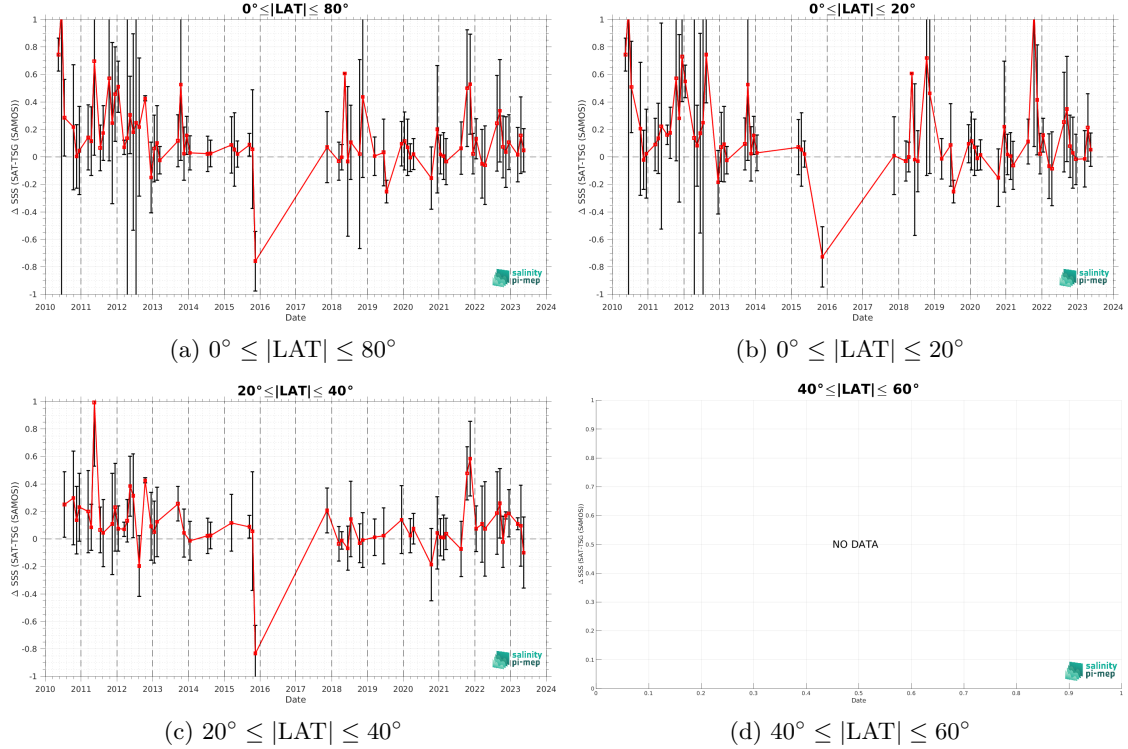 0°≤|LAT|≤ 80°
Δ SSS (SAT-TSG (SAMOS))
1
0.8
0.6
0.4
0.2
0
-0.2
-0.4
-0.6
-0.8
-1
2010 2011 2012 2013 2014 2015 2016 2017 2018 2019 2020 2021 2022 2023 2024
Date
salinity
pi-mep
(a) 0° ≤ |LAT| ≤ 80°
0°≤|LAT|≤ 20°
Δ SSS (SAT-TSG (SAMOS))
1
0.8
0.6
0.4
0.2
0
-0.2
-0.4
-0.6
-0.8
-1
2010 2011 2012 2013 2014 2015 2016 2017 2018 2019 2020 2021 2022 2023 2024
Date
salinity
pi-mep
(b) 0° ≤ |LAT| ≤ 20°
20°≤|LAT|≤ 40°
Δ SSS (SAT-TSG (SAMOS))
1
0.8
0.6
0.4
0.2
0
-0.2
-0.4
-0.6
-0.8
-1
2010 2011 2012 2013 2014 2015 2016 2017 2018 2019 2020 2021 2022 2023 2024
Date
salinity
pi-mep
(c) 20° ≤ |LAT| ≤ 40°
40°≤|LAT|≤ 60°
Δ SSS (SAT-TSG (SAMOS))
1
0.9
0.8
0.7
0.6
0.5
0.4
0.3
0.2
0.1
0
NO DATA
0 0.1 0.2 0.3 0.4 0.5 0.6 0.7 0.8 0.9 1
Date
salinity
pi-mep
(d) 40° ≤ |LAT| ≤ 60°